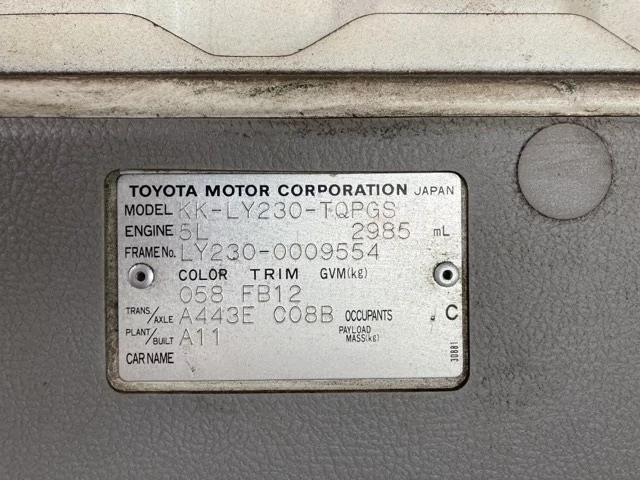 TOYOTA MOTOR CORPORATION JAPAN
MODEL KK-LY230-TQPGS
ENGINE 5L 2985 mL
FRAME No. LY230-0009554
COLOR TRIM GVM(kg)
058 FB12
TRANS/AXLE A443E C08B OCCUPANTS . C
PLANT/BUILT A11 PAYLOAD MASS(kg)
CAR NAME
3D881